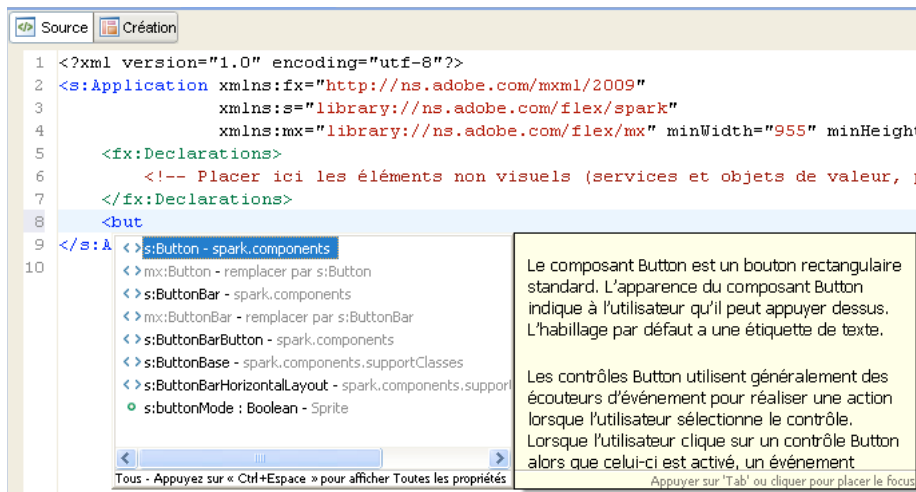 Source Création
1 <?xml version="1.0" encoding="utf-8"?>
2 <s:Application xmlns:fx="http://ns.adobe.com/mxml/2009"
3 xmlns:s="library://ns.adobe.com/flex/spark"
4 xmlns:mx="library://ns.adobe.com/flex/mx" minWidth="955" minHeigh
5 <fx:Declarations>
6 <!-- Placer ici les éléments non visuels (services et objets de valeur,
7 </fx:Declarations>
8 <but
9 </s:A
10
s:Button - spark.components
mx:Button - remplacer par s:Button
s:ButtonBar - spark.components
mx:ButtonBar - remplacer par s:ButtonBar
s:ButtonBarButton - spark.components
s:ButtonBase - spark.components.supportClasses
s:ButtonBarHorizontalLayout - spark.components.support
s:buttonMode : Boolean - Sprite
Tous - Appuyez sur « Ctrl+Espace » pour afficher Toutes les propriétés
Le composant Button est un bouton rectangulaire
standard. L'apparence du composant Button
indique à l'utilisateur qu'il peut appuyer dessus.
L'habillage par défaut a une étiquette de texte.
Les contrôles Button utilisent généralement des
écouteurs d'événement pour réaliser une action
lorsque l'utilisateur sélectionne le contrôle.
Lorsque l'utilisateur clique sur un contrôle Button
alors que celui-ci est activé, un événement
Appuyer sur 'Tab' ou cliquer pour placer le focus